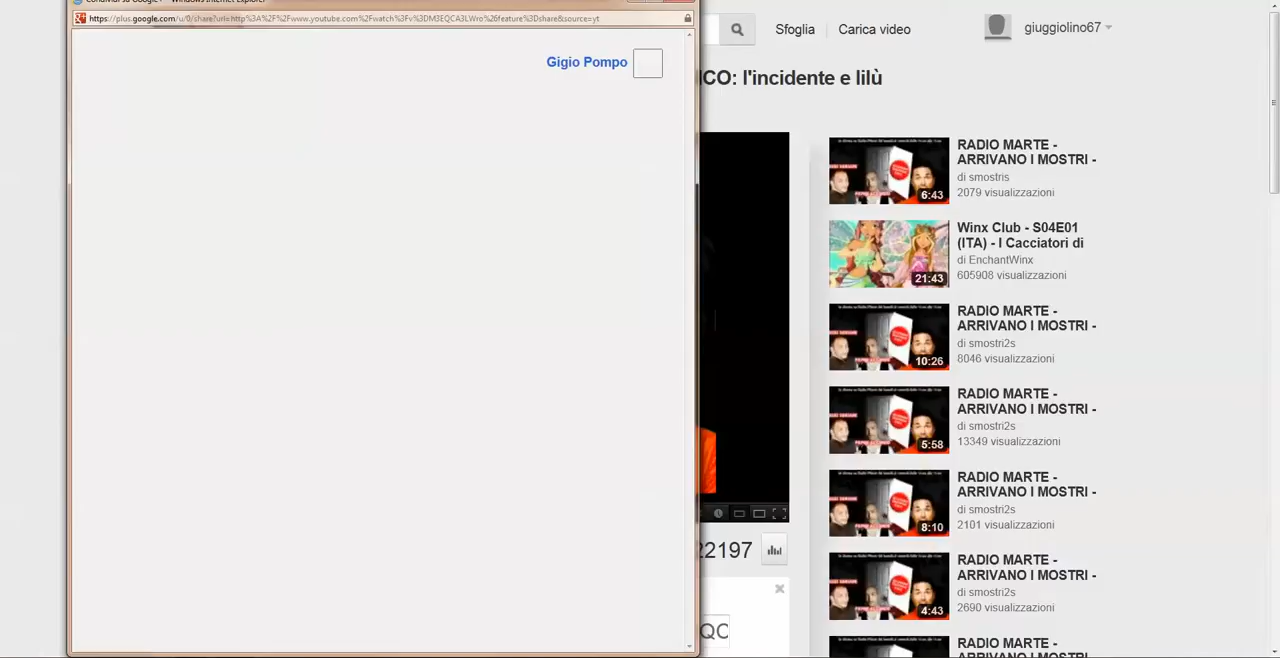 https://plus.google.com/u/0/share?url=http%3A%2F%2Fwww.youtube.com%2Fwatch%3Fv%3DM3EQCA3LWro%26feature%3Dshare&source=yt
Gigio Pompo
Sfoglia
Carica video
giuggiolino67
ICO: l'incidente e lilù
6:43
RADIO MARTE -
ARRIVANO I MOSTRI -
di smostris
2079 visualizzazioni
21:43
Winx Club - S04E01
(ITA) - I Cacciatori di
di EnchantWinx
605908 visualizzazioni
10:26
RADIO MARTE -
ARRIVANO I MOSTRI -
di smostri2s
8046 visualizzazioni
5:58
RADIO MARTE -
ARRIVANO I MOSTRI -
di smostri2s
13349 visualizzazioni
8:10
RADIO MARTE -
ARRIVANO I MOSTRI -
di smostri2s
2101 visualizzazioni
4:43
RADIO MARTE -
ARRIVANO I MOSTRI -
di smostri2s
2690 visualizzazioni
RADIO MARTE -
ARRIVANO I MOSTRI -
22197
QC